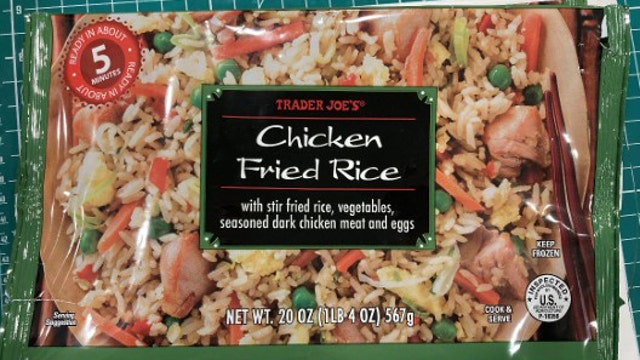 READY IN ABOUT
5
MINUTES
READY IN ABOUT
TRADER JOE'S®
Chicken
Fried Rice
with stir fried rice, vegetables,
seasoned dark chicken meat and eggs
KEEP
FROZEN
INSPECTED
U.S.
Serving
Suggestion
NET WT. 20 OZ (1LB 4 OZ) 567g
COOK &
SERVE